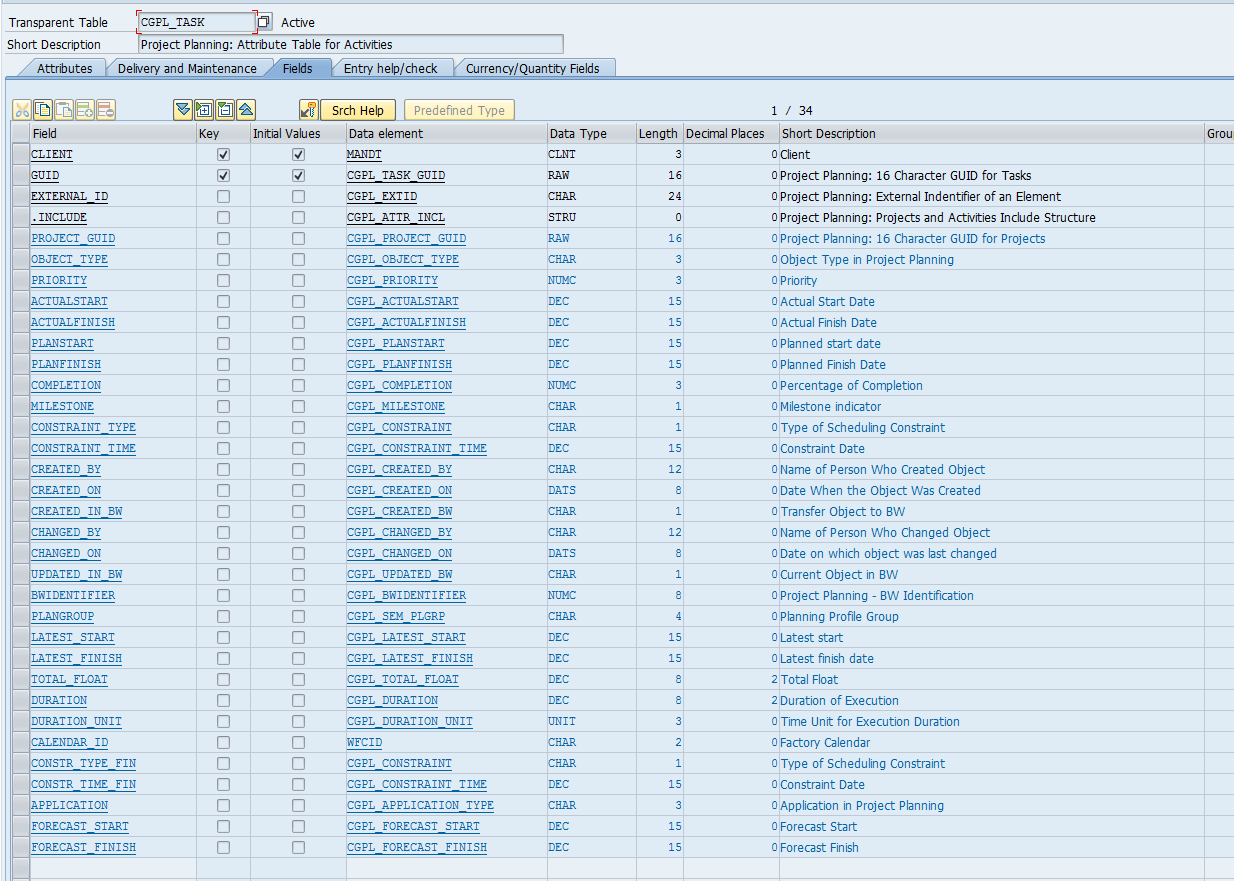 Transparent Table CGPL_TASK Active
Short Description Project Planning: Attribute Table for Activities
Attributes Delivery and Maintenance Fields Entry help/check Currency/Quantity Fields
Srch Help Predefined Type 1 / 34
Field Key Initial Values Data element Data Type Length Decimal Places Short Description Grou
CLIENT MANDT CLNT 3 0 Client
GUID CGPL_TASK_GUID RAW 16 0 Project Planning: 16 Character GUID for Tasks
EXTERNAL_ID CGPL_EXTID CHAR 24 0 Project Planning: External Indentifier of an Element
.INCLUDE CGPL_ATTR_INCL STRU 0 0 Project Planning: Projects and Activities Include Structure
PROJECT_GUID CGPL_PROJECT_GUID RAW 16 0 Project Planning: 16 Character GUID for Projects
OBJECT_TYPE CGPL_OBJECT_TYPE CHAR 3 0 Object Type in Project Planning
PRIORITY CGPL_PRIORITY NUMC 3 0 Priority
ACTUALSTART CGPL_ACTUALSTART DEC 15 0 Actual Start Date
ACTUALFINISH CGPL_ACTUALFINISH DEC 15 0 Actual Finish Date
PLANSTART CGPL_PLANSTART DEC 15 0 Planned start date
PLANFINISH CGPL_PLANFINISH DEC 15 0 Planned Finish Date
COMPLETION CGPL_COMPLETION NUMC 3 0 Percentage of Completion
MILESTONE CGPL_MILESTONE CHAR 1 0 Milestone indicator
CONSTRAINT_TYPE CGPL_CONSTRAINT CHAR 1 0 Type of Scheduling Constraint
CONSTRAINT_TIME CGPL_CONSTRAINT_TIME DEC 15 0 Constraint Date
CREATED_BY CGPL_CREATED_BY CHAR 12 0 Name of Person Who Created Object
CREATED_ON CGPL_CREATED_ON DATS 8 0 Date When the Object Was Created
CREATED_IN_BW CGPL_CREATED_BW CHAR 1 0 Transfer Object to BW
CHANGED_BY CGPL_CHANGED_BY CHAR 12 0 Name of Person Who Changed Object
CHANGED_ON CGPL_CHANGED_ON DATS 8 0 Date on which object was last changed
UPDATED_IN_BW CGPL_UPDATED_BW CHAR 1 0 Current Object in BW
BWIDENTIFIER CGPL_BWIDENTIFIER NUMC 8 0 Project Planning - BW Identification
PLANGROUP CGPL_SEM_PLGRP CHAR 4 0 Planning Profile Group
LATEST_START CGPL_LATEST_START DEC 15 0 Latest start
LATEST_FINISH CGPL_LATEST_FINISH DEC 15 0 Latest finish date
TOTAL_FLOAT CGPL_TOTAL_FLOAT DEC 8 2 Total Float
DURATION CGPL_DURATION DEC 8 2 Duration of Execution
DURATION_UNIT CGPL_DURATION_UNIT UNIT 3 0 Time Unit for Execution Duration
CALENDAR_ID WFCID CHAR 2 0 Factory Calendar
CONSTR_TYPE_FIN CGPL_CONSTRAINT CHAR 1 0 Type of Scheduling Constraint
CONSTR_TIME_FIN CGPL_CONSTRAINT_TIME DEC 15 0 Constraint Date
APPLICATION CGPL_APPLICATION_TYPE CHAR 3 0 Application in Project Planning
FORECAST_START CGPL_FORECAST_START DEC 15 0 Forecast Start
FORECAST_FINISH CGPL_FORECAST_FINISH DEC 15 0 Forecast Finish